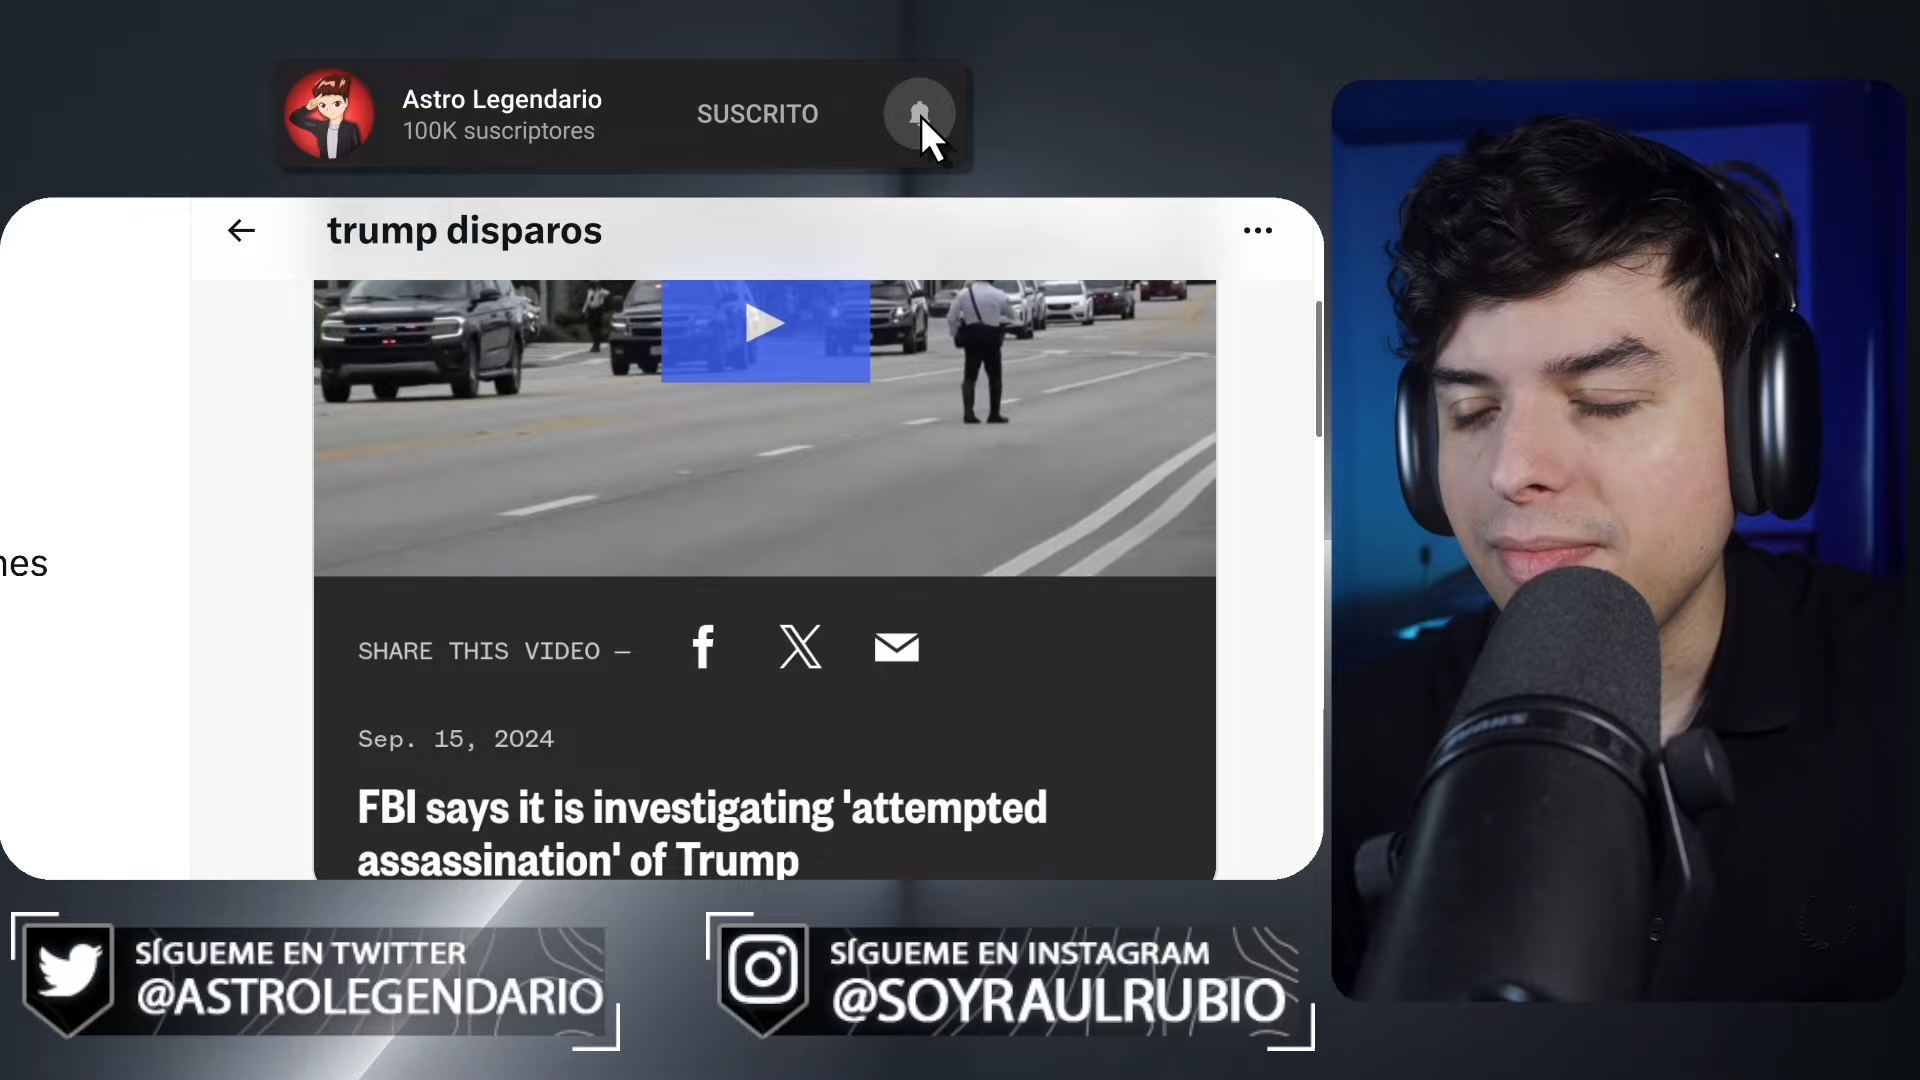 Astro Legendario
100K suscriptores
SUSCRITO
trump disparos
nes
SHARE THIS VIDEO —
Sep. 15, 2024
FBI says it is investigating 'attempted
assassination' of Trump
SÍGUEME EN TWITTER
@ASTROLEGENDARIO
SÍGUEME EN INSTAGRAM
@SOYRAULRUBIO